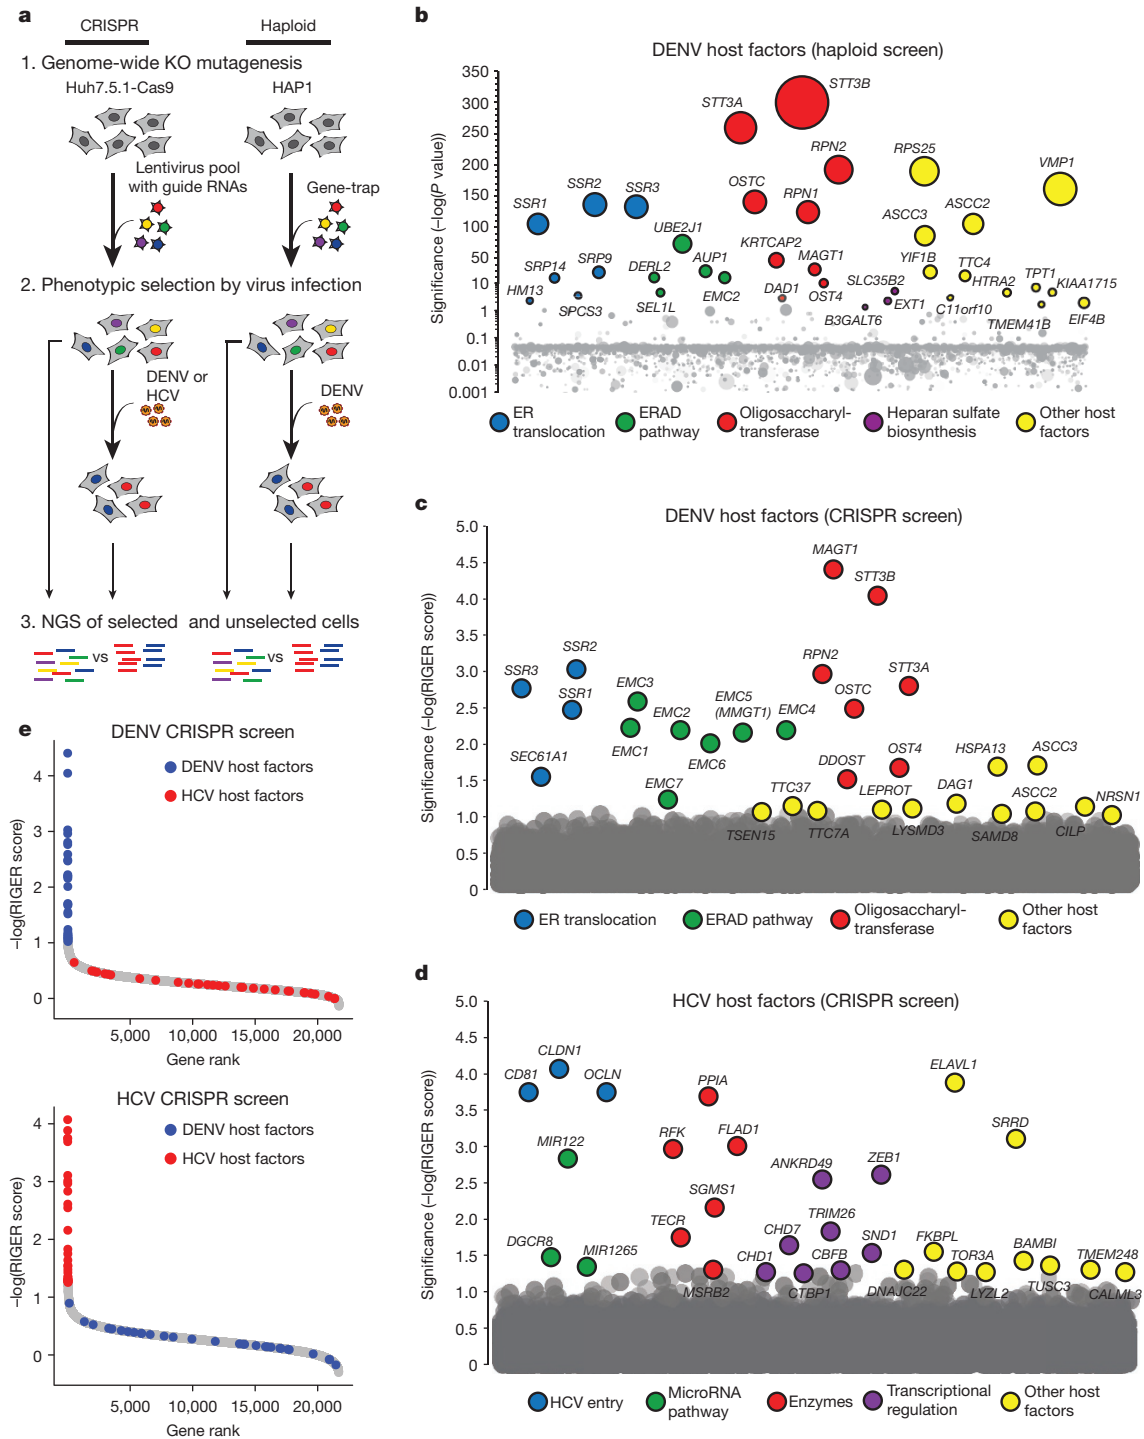 a
CRISPR
Haploid
1. Genome-wide KO mutagenesis
Huh7.5.1-Cas9
HAP1
Lentivirus pool
with guide RNAs
Gene-trap
2. Phenotypic selection by virus infection
DENV or
HCV
DENV
3. NGS of selected and unselected cells
vs
vs
b
DENV host factors (haploid screen)
Significance (–log(P value))
350
300
250
200
150
100
50
10
1
0.1
0.01
0.001
STT3B
STT3A
RPN2
RPS25
VMP1
OSTC
RPN1
SSR1
SSR2
SSR3
ASCC3
ASCC2
UBE2J1
KRTCAP2
MAGT1
YIF1B
TTC4
SRP14
SRP9
DERL2
AUP1
SLC35B2
HTRA2
TPT1
KIAA1715
HM13
SPCS3
SEL1L
EMC2
DAD1
OST4
B3GALT6
EXT1
C11orf10
TMEM41B
EIF4B
ER
translocation
ERAD
pathway
Oligosaccharyl-
transferase
Heparan sulfate
biosynthesis
Other host
factors
c
DENV host factors (CRISPR screen)
Significance (–log(RIGER score))
5.0
4.5
4.0
3.5
3.0
2.5
2.0
1.5
1.0
0.5
0
MAGT1
STT3B
SSR3
SSR2
SSR1
RPN2
STT3A
OSTC
EMC3
EMC2
EMC5
(MMGT1)
EMC4
EMC1
EMC6
SEC61A1
EMC7
DDOST
OST4
HSPA13
ASCC3
TTC37
LEPROT
DAG1
ASCC2
NRSN1
TSEN15
TTC7A
LYSMD3
SAMD8
CILP
ER translocation
ERAD pathway
Oligosaccharyl-
transferase
Other host
factors
d
HCV host factors (CRISPR screen)
Significance (–log(RIGER score))
5.0
4.5
4.0
3.5
3.0
2.5
2.0
1.5
1.0
0.5
0
CLDN1
CD81
OCLN
PPIA
ELAVL1
MIR122
RFK
FLAD1
SRRD
ANKRD49
ZEB1
SGMS1
TECR
TRIM26
CHD7
SND1
FKBPL
DGCR8
MIR1265
CHD1
CBFB
TOR3A
BAMBI
TMEM248
MSRB2
CTBP1
DNAJC22
LYZL2
TUSC3
CALML3
HCV entry
MicroRNA
pathway
Enzymes
Transcriptional
regulation
Other host
factors
e
DENV CRISPR screen
DENV host factors
HCV host factors
–log(RIGER score)
4
3
2
1
0
5,000
10,000
15,000
20,000
Gene rank
HCV CRISPR screen
DENV host factors
HCV host factors
–log(RIGER score)
4
3
2
1
0
5,000
10,000
15,000
20,000
Gene rank